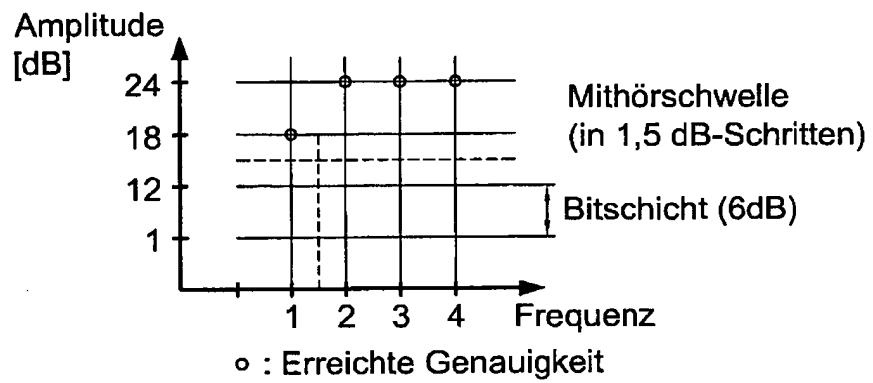 Amplitude
[dB]
24
18
12
1
Mithörschwelle
(in 1,5 dB-Schritten)
Bitschicht (6dB)
1 2 3 4 Frequenz
o : Erreichte Genauigkeit